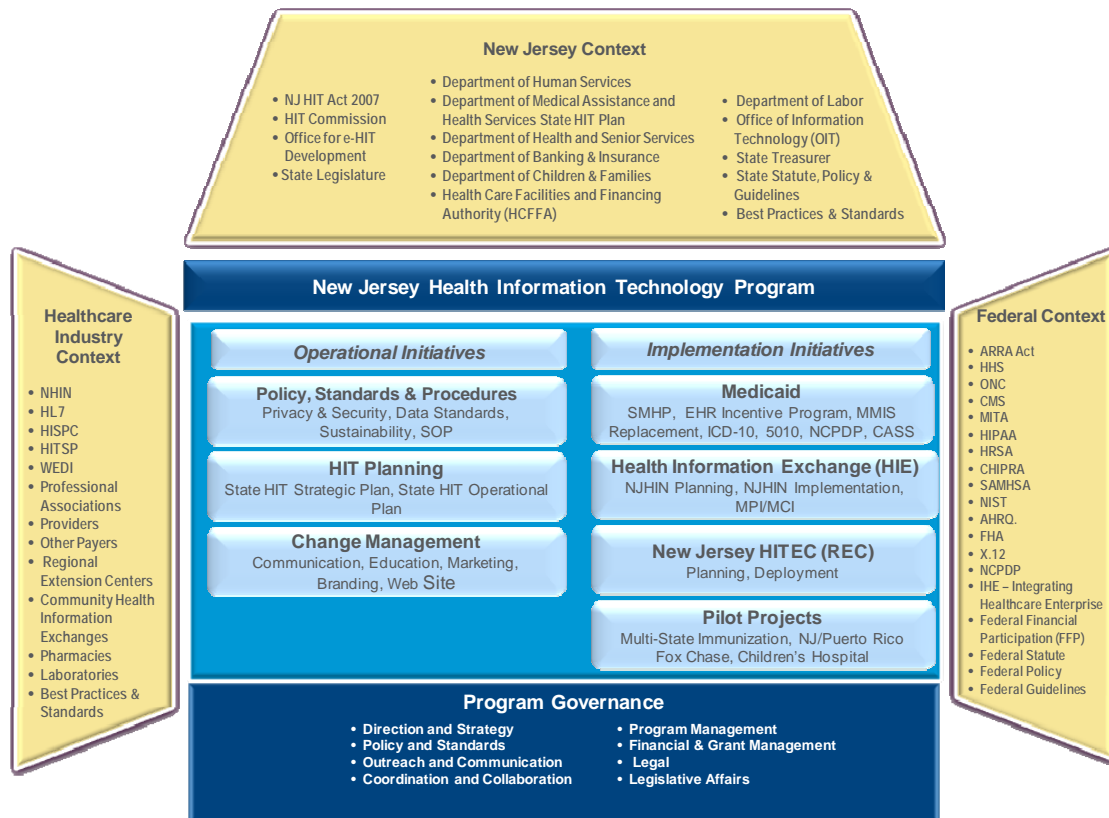 New Jersey Context
• NJ HIT Act 2007
• HIT Commission
• Office for e-HIT
Development
• State Legislature
• Department of Human Services
• Department of Medical Assistance and
Health Services State HIT Plan
• Department of Health and Senior Services
• Department of Banking & Insurance
• Department of Children & Families
• Health Care Facilities and Financing
Authority (HCFFA)
• Department of Labor
• Office of Information
Technology (OIT)
• State Treasurer
• State Statute, Policy &
Guidelines
• Best Practices & Standards
Healthcare
Industry
Context
• NHIN
• HL7
• HISPC
• HITSP
• WEDI
• Professional
Associations
• Providers
• Other Payers
• Regional
Extension Centers
• Community Health
Information
Exchanges
• Pharmacies
• Laboratories
• Best Practices &
Standards
New Jersey Health Information Technology Program
Operational Initiatives
Policy, Standards & Procedures
Privacy & Security, Data Standards,
Sustainability, SOP
HIT Planning
State HIT Strategic Plan, State HIT Operational
Plan
Change Management
Communication, Education, Marketing,
Branding, Web Site
Implementation Initiatives
Medicaid
SMHP, EHR Incentive Program, MMIS
Replacement, ICD-10, 5010, NCPDP, CASS
Health Information Exchange (HIE)
NJHIN Planning, NJHIN Implementation,
MPI/MCI
New Jersey HITEC (REC)
Planning, Deployment
Pilot Projects
Multi-State Immunization, NJ/Puerto Rico
Fox Chase, Children's Hospital
Federal Context
• ARRA Act
• HHS
• ONC
• CMS
• MITA
• HIPAA
• HRSA
• CHIPRA
• SAMHSA
• NIST
• AHRQ.
• FHA
• X.12
• NCPDP
• IHE – Integrating
Healthcare Enterprise
• Federal Financial
Participation (FFP)
• Federal Statute
• Federal Policy
• Federal Guidelines
Program Governance
• Direction and Strategy
• Policy and Standards
• Outreach and Communication
• Coordination and Collaboration
• Program Management
• Financial & Grant Management
• Legal
• Legislative Affairs